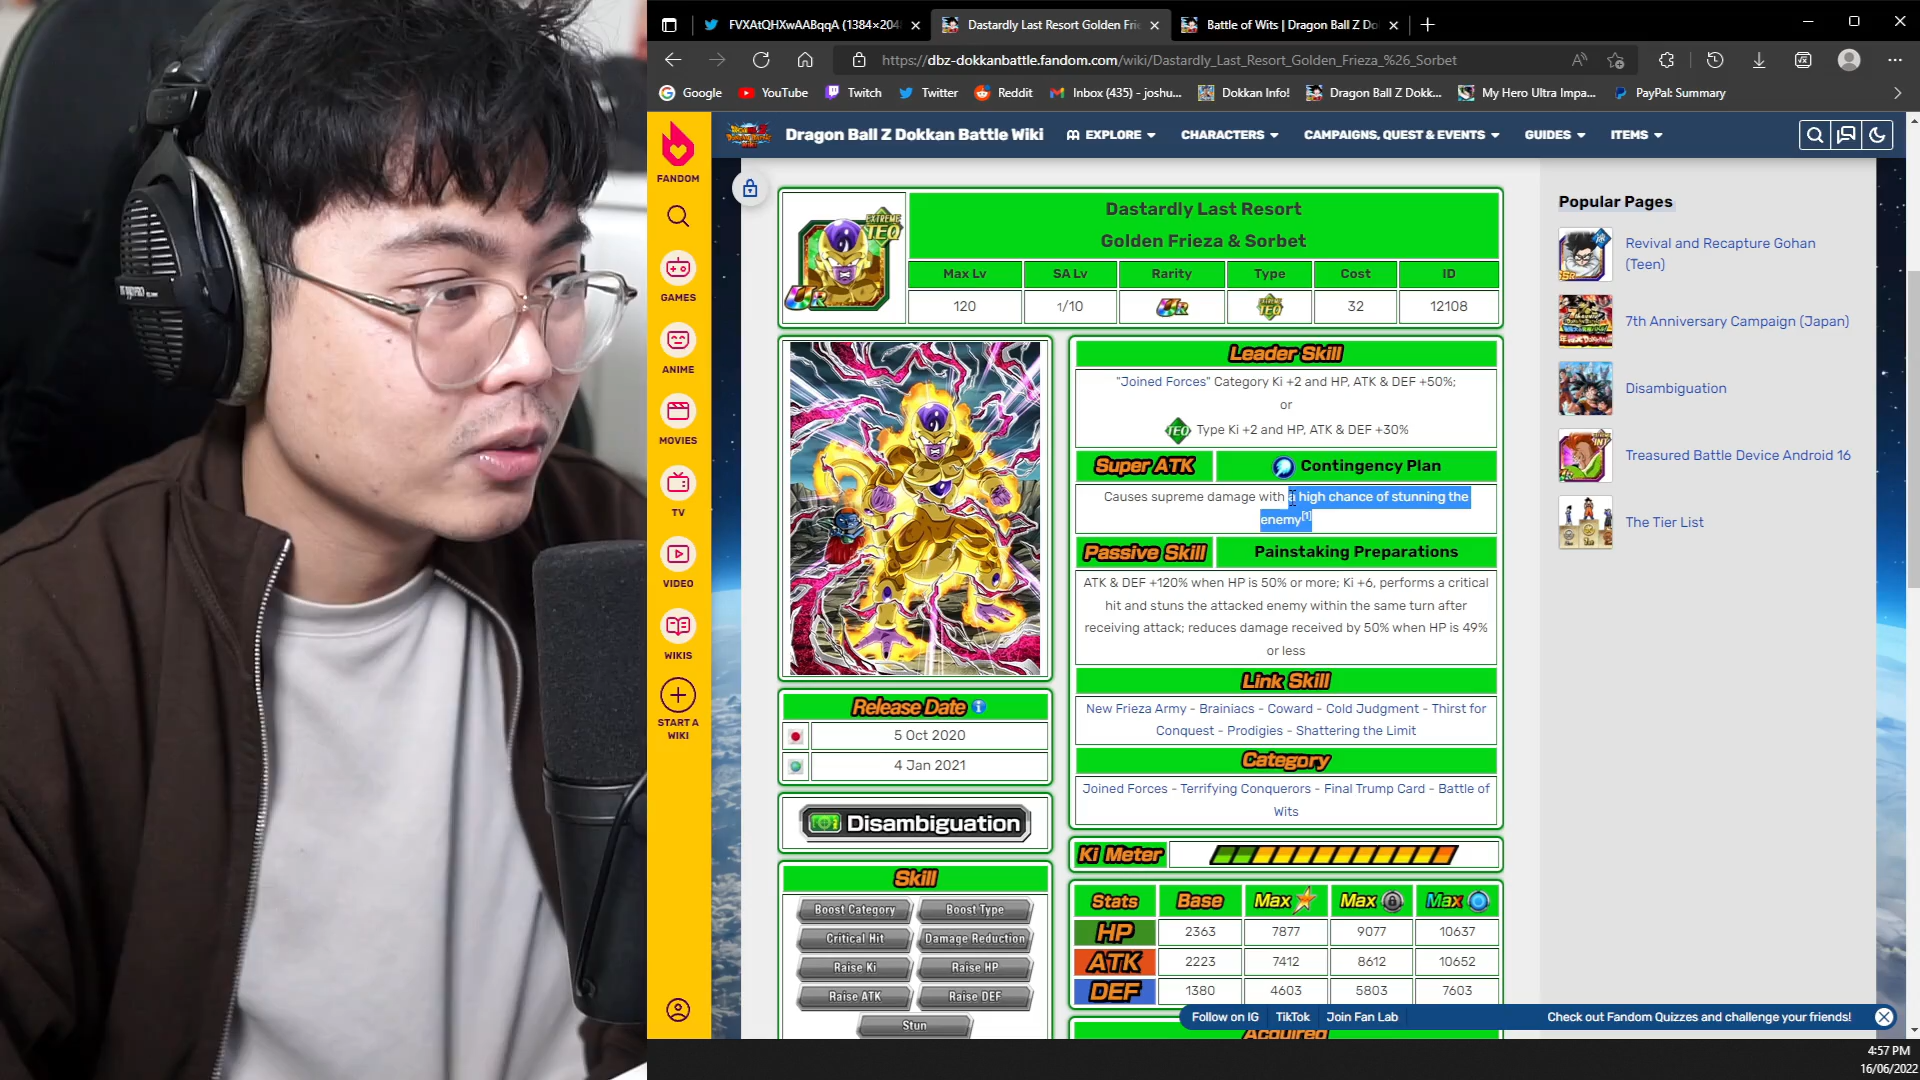 FVXAtQHXwAABqqA (1384×204
Dastardly Last Resort Golden Frie
Battle of Wits | Dragon Ball Z Do
https://dbz-dokkanbattle.fandom.com/wiki/Dastardly_Last_Resort_Golden_Frieza_%26_Sorbet
Google YouTube Twitch Twitter Reddit Inbox (435) - joshu... Dokkan Info! Dragon Ball Z Dokk... My Hero Ultra Impa... PayPal: Summary
Dragon Ball Z Dokkan Battle Wiki EXPLORE CHARACTERS CAMPAIGNS, QUEST & EVENTS GUIDES ITEMS
FANDOM
GAMES
ANIME
MOVIES
TV
VIDEO
WIKIS
START A
WIKI
Dastardly Last Resort
Golden Frieza & Sorbet
Max Lv SA Lv Rarity Type Cost ID
120 1/10 UR EXTREME TEQ 32 12108
EXTREME
TEQ
UR
Leader Skill
"Joined Forces" Category Ki +2 and HP, ATK & DEF +50%;
or
TEQ Type Ki +2 and HP, ATK & DEF +30%
Super ATK Contingency Plan
Causes supreme damage with a high chance of stunning the
enemy[1]
Passive Skill Painstaking Preparations
ATK & DEF +120% when HP is 50% or more; Ki +6, performs a critical
hit and stuns the attacked enemy within the same turn after
receiving attack; reduces damage received by 50% when HP is 49%
or less
Link Skill
New Frieza Army - Brainiacs - Coward - Cold Judgment - Thirst for
Conquest - Prodigies - Shattering the Limit
Category
Joined Forces - Terrifying Conquerors - Final Trump Card - Battle of
Wits
Ki Meter
Stats Base Max Max Max
HP 2363 7877 9077 10637
ATK 2223 7412 8612 10652
DEF 1380 4603 5803 7603
Acquired
Release Date
5 Oct 2020
4 Jan 2021
Disambiguation
Skill
Boost Category Boost Type
Critical Hit Damage Reduction
Raise Ki Raise HP
Raise ATK Raise DEF
Stun
Popular Pages
Revival and Recapture Gohan
(Teen)
7th Anniversary Campaign (Japan)
Disambiguation
Treasured Battle Device Android 16
The Tier List
Follow on IG TikTok Join Fan Lab Check out Fandom Quizzes and challenge your friends!
4:57 PM
16/06/2022